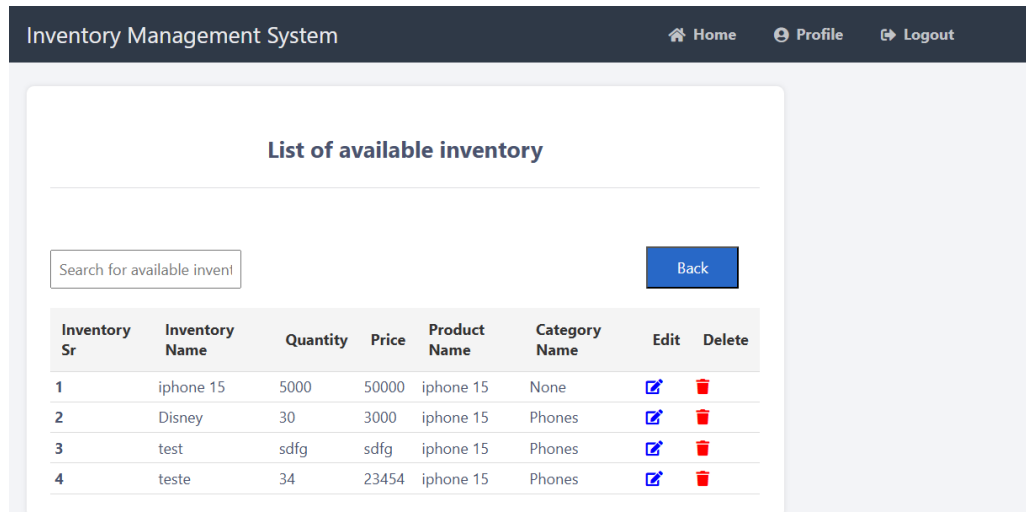 Inventory Management System Home Profile Logout
List of available inventory
Search for available invent Back
Inventory Sr Inventory Name Quantity Price Product Name Category Name Edit Delete
1 iphone 15 5000 50000 iphone 15 None
2 Disney 30 3000 iphone 15 Phones
3 test sdfg sdfg iphone 15 Phones
4 teste 34 23454 iphone 15 Phones